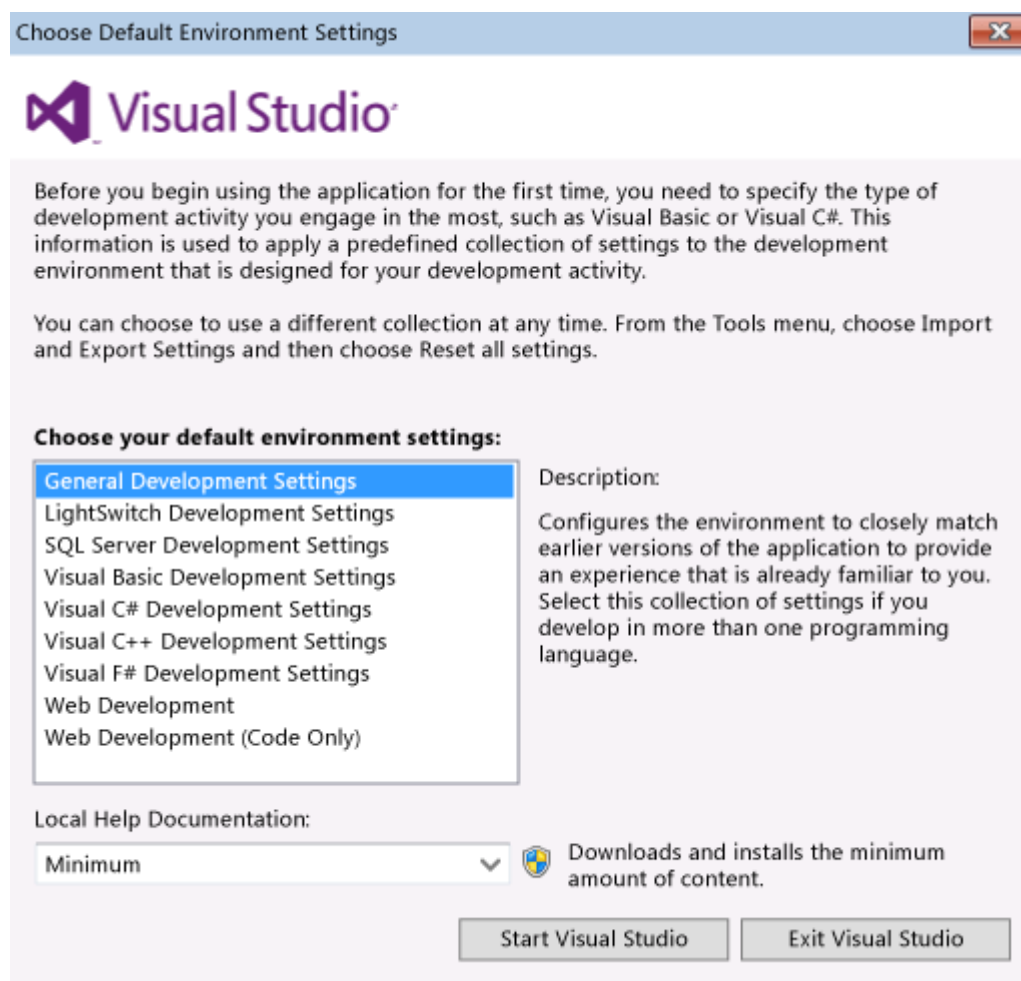 Choose Default Environment Settings
Visual Studio
Before you begin using the application for the first time, you need to specify the type of
development activity you engage in the most, such as Visual Basic or Visual C#. This
information is used to apply a predefined collection of settings to the development
environment that is designed for your development activity.
You can choose to use a different collection at any time. From the Tools menu, choose Import
and Export Settings and then choose Reset all settings.
Choose your default environment settings:
General Development Settings
LightSwitch Development Settings
SQL Server Development Settings
Visual Basic Development Settings
Visual C# Development Settings
Visual C++ Development Settings
Visual F# Development Settings
Web Development
Web Development (Code Only)
Description:
Configures the environment to closely match
earlier versions of the application to provide
an experience that is already familiar to you.
Select this collection of settings if you
develop in more than one programming
language.
Local Help Documentation:
Minimum
Downloads and installs the minimum
amount of content.
Start Visual Studio
Exit Visual Studio